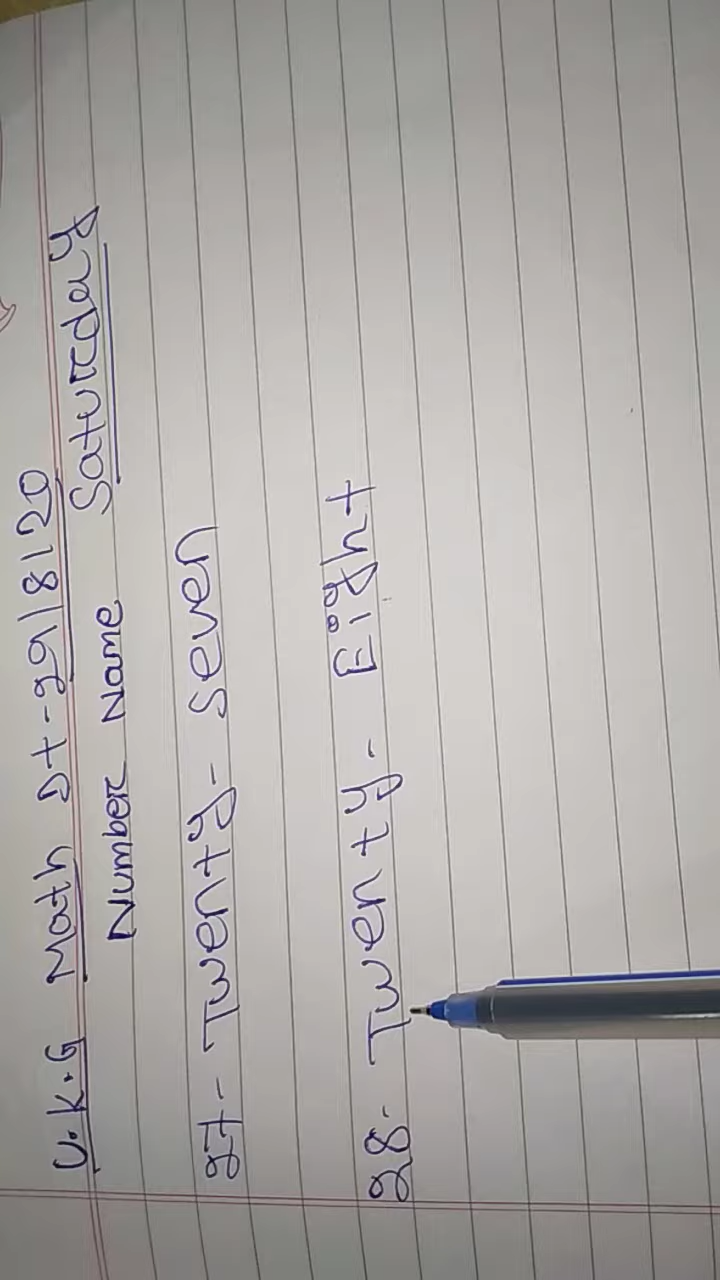 U.K.G Math Dt-29/8/20
Number Name Saturday
27- Twenty- Seven
28- Twenty- Eight